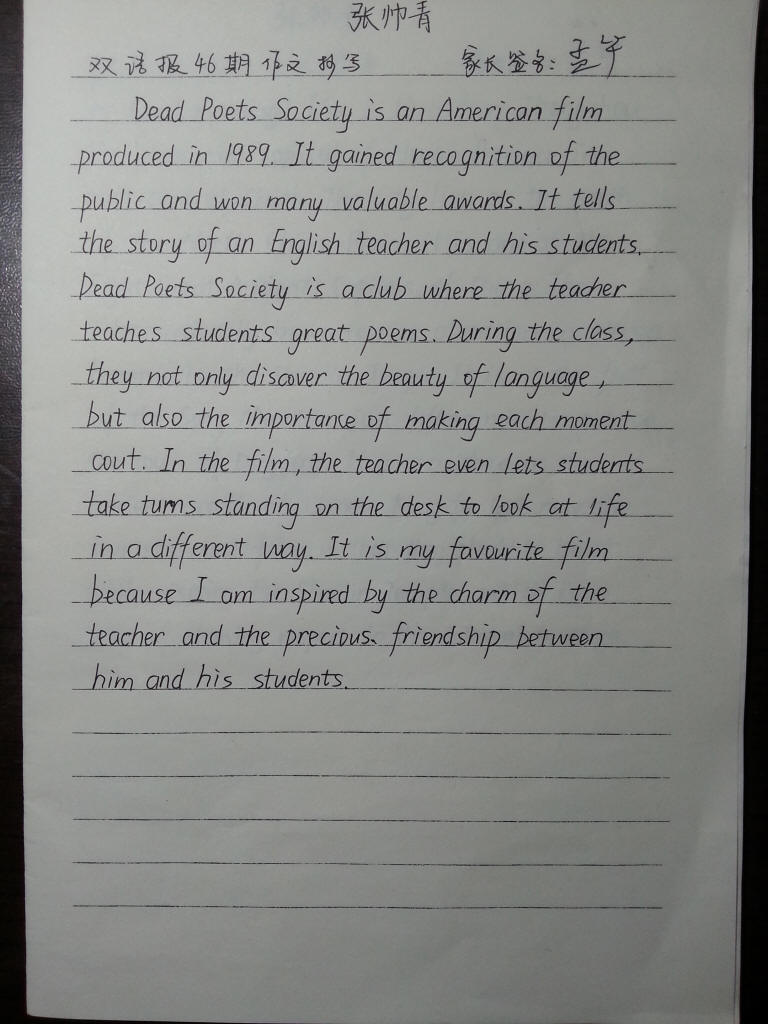 张帅青
双语报46期作文抄写 家长签名:孟午
Dead Poets Society is an American film
produced in 1989. It gained recognition of the
public and won many valuable awards. It tells
the story of an English teacher and his students.
Dead Poets Society is a club where the teacher
teaches students great poems. During the class,
they not only discover the beauty of language,
but also the importance of making each moment
cout. In the film, the teacher even lets students
take turns standing on the desk to look at life
in a different way. It is my favourite film
because I am inspired by the charm of the
teacher and the precious friendship between
him and his students.